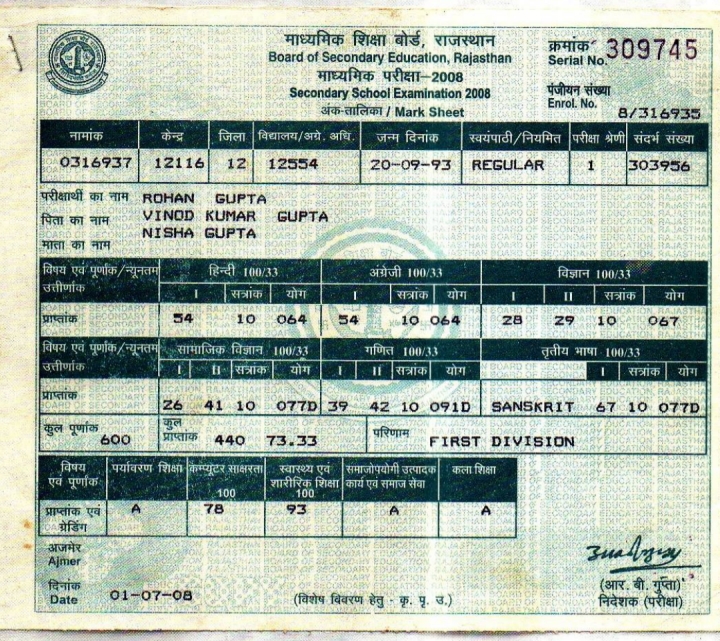 माध्यमिक शिक्षा बोर्ड, राजस्थान
Board of Secondary Education, Rajasthan
माध्यमिक परीक्षा–2008
Secondary School Examination 2008
अंक-तालिका / Mark Sheet
क्रमांक 309745
Serial No.
पंजीयन संख्या
Enrol. No. 8/316935
नामांक केन्द्र जिला विद्यालय/अग्रे. अधि. जन्म दिनांक स्वयंपाठी/नियमित परीक्षा श्रेणी संदर्भ संख्या
0316937 12116 12 12554 20-09-93 REGULAR 1 303956
परीक्षार्थी का नाम ROHAN GUPTA
पिता का नाम VINOD KUMAR GUPTA
माता का नाम NISHA GUPTA
विषय एवं पूर्णांक/न्यूनतम उत्तीर्णांक हिन्दी 100/33 अंग्रेजी 100/33 विज्ञान 100/33
I सत्रांक योग I सत्रांक योग I II सत्रांक योग
प्राप्तांक 54 10 064 54 10 064 28 29 10 067
विषय एवं पूर्णांक/न्यूनतम उत्तीर्णांक सामाजिक विज्ञान 100/33 गणित 100/33 तृतीय भाषा 100/33
I II सत्रांक योग I II सत्रांक योग I सत्रांक योग
प्राप्तांक 26 41 10 077D 39 42 10 091D SANSKRIT 67 10 077D
कुल पूर्णांक 600 कुल प्राप्तांक 440 73.33 परिणाम FIRST DIVISION
विषय एवं पूर्णांक पर्यावरण शिक्षा कम्प्यूटर साक्षरता 100 स्वास्थ्य एवं शारीरिक शिक्षा 100 समाजोपयोगी उत्पादक कार्य एवं समाज सेवा कला शिक्षा
प्राप्तांक एवं ग्रेडिंग A 78 93 A A
अजमेर
Ajmer
दिनांक
Date 01-07-08
(विशेष विवरण हेतु - कृ. पृ. उ.)
(आर. बी. गुप्ता)
निदेशक (परीक्षा)